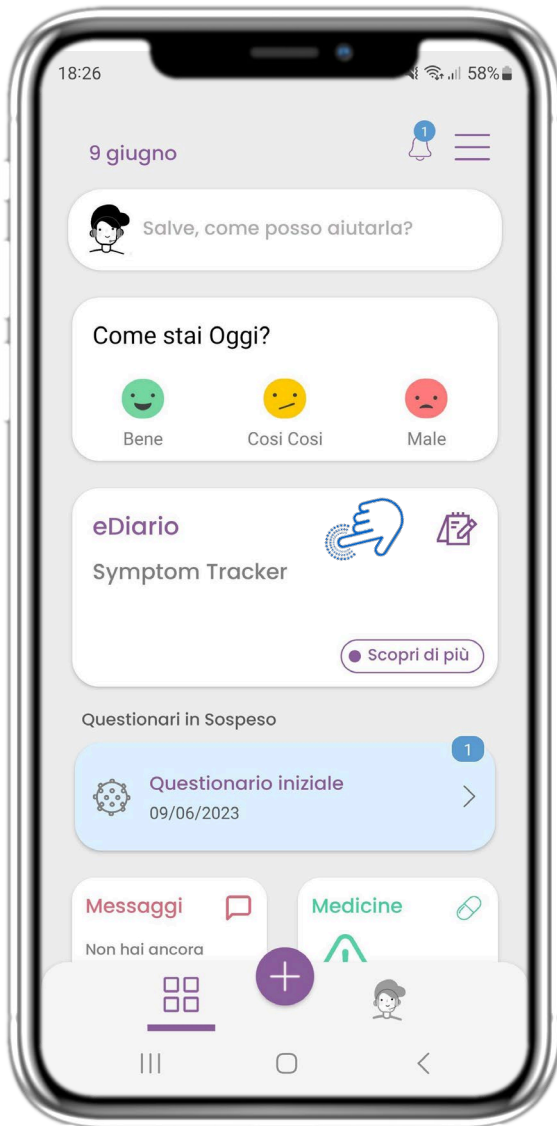 18:26
58%
9 giugno
1
Salve, come posso aiutarla?
Come stai Oggi?
Bene
Cosi Cosi
Male
eDiario
Symptom Tracker
Scopri di più
Questionari in Sospeso
1
Questionario iniziale
09/06/2023
Messaggi
Medicine
Non hai ancora